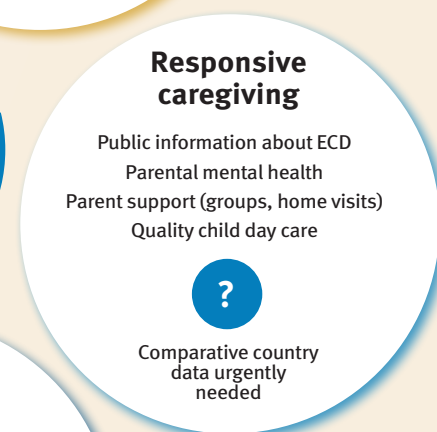 Responsive
caregiving
Public information about ECD
Parental mental health
Parent support (groups, home visits)
Quality child day care
?
Comparative country
data urgently
needed